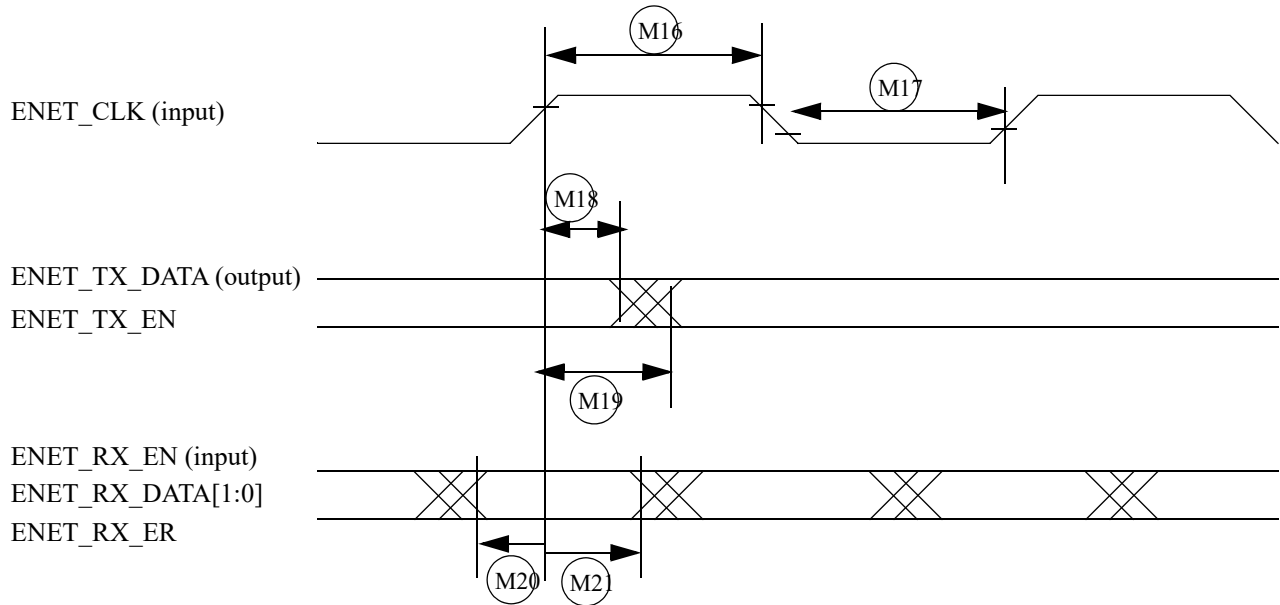 M16
ENET_CLK (input)
M17
M18
ENET_TX_DATA (output)
ENET_TX_EN
M19
ENET_RX_EN (input)
ENET_RX_DATA[1:0]
ENET_RX_ER
M20
M21